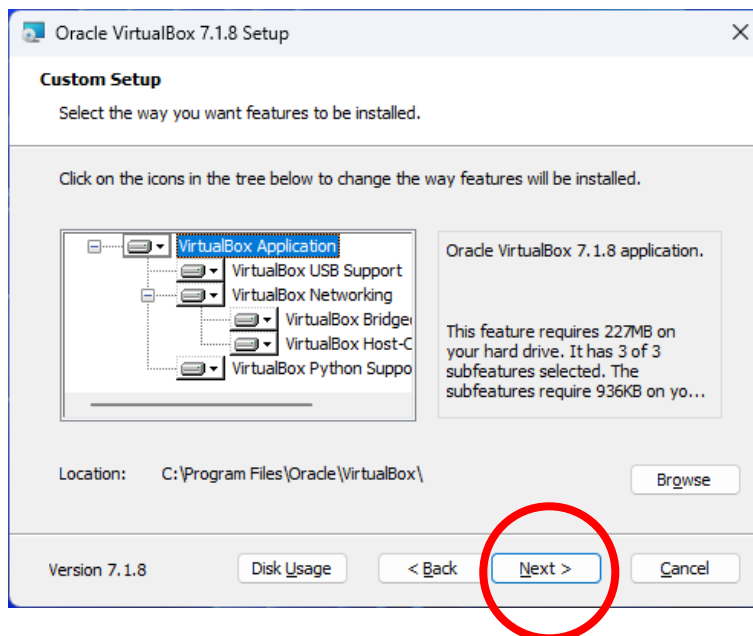 Oracle VirtualBox 7.1.8 Setup
Custom Setup
Select the way you want features to be installed.
Click on the icons in the tree below to change the way features will be installed.
VirtualBox Application
VirtualBox USB Support
VirtualBox Networking
VirtualBox Bridge
VirtualBox Host-C
VirtualBox Python Suppo
Oracle VirtualBox 7.1.8 application.
This feature requires 227MB on
your hard drive. It has 3 of 3
subfeatures selected. The
subfeatures require 936KB on yo...
Location: C:\Program Files\Oracle\VirtualBox\
Browse
Version 7.1.8
Disk Usage
< Back
Next >
Cancel